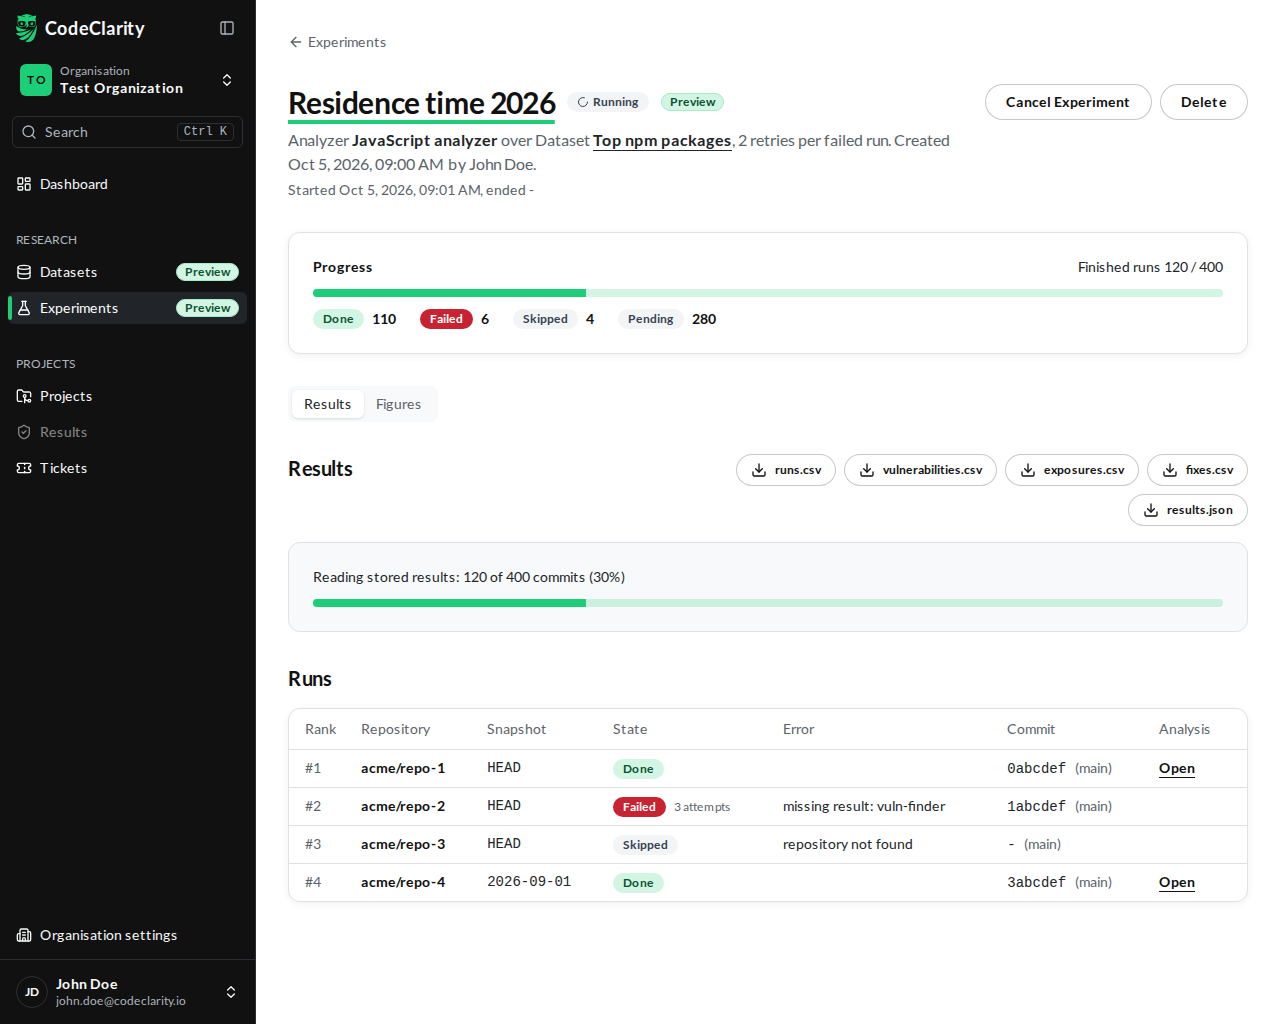 CodeClarity
TO
Organisation
Test Organization
Search
Ctrl K
Dashboard
RESEARCH
Datasets
Preview
Experiments
Preview
PROJECTS
Projects
Results
Tickets
Organisation settings
JD
John Doe
john.doe@codeclarity.io
Experiments
Residence time 2026
Running
Preview
Cancel Experiment
Delete
Analyzer JavaScript analyzer over Dataset Top npm packages, 2 retries per failed run. Created
Oct 5, 2026, 09:00 AM by John Doe.
Started Oct 5, 2026, 09:01 AM, ended -
Progress
Finished runs 120 / 400
Done 110 Failed 6 Skipped 4 Pending 280
Results Figures
Results
runs.csv vulnerabilities.csv exposures.csv fixes.csv
results.json
Reading stored results: 120 of 400 commits (30%)
Runs
Rank Repository Snapshot State Error Commit Analysis
#1 acme/repo-1 HEAD Done 0abcdef (main) Open
#2 acme/repo-2 HEAD Failed 3 attempts missing result: vuln-finder 1abcdef (main)
#3 acme/repo-3 HEAD Skipped repository not found - (main)
#4 acme/repo-4 2026-09-01 Done 3abcdef (main) Open